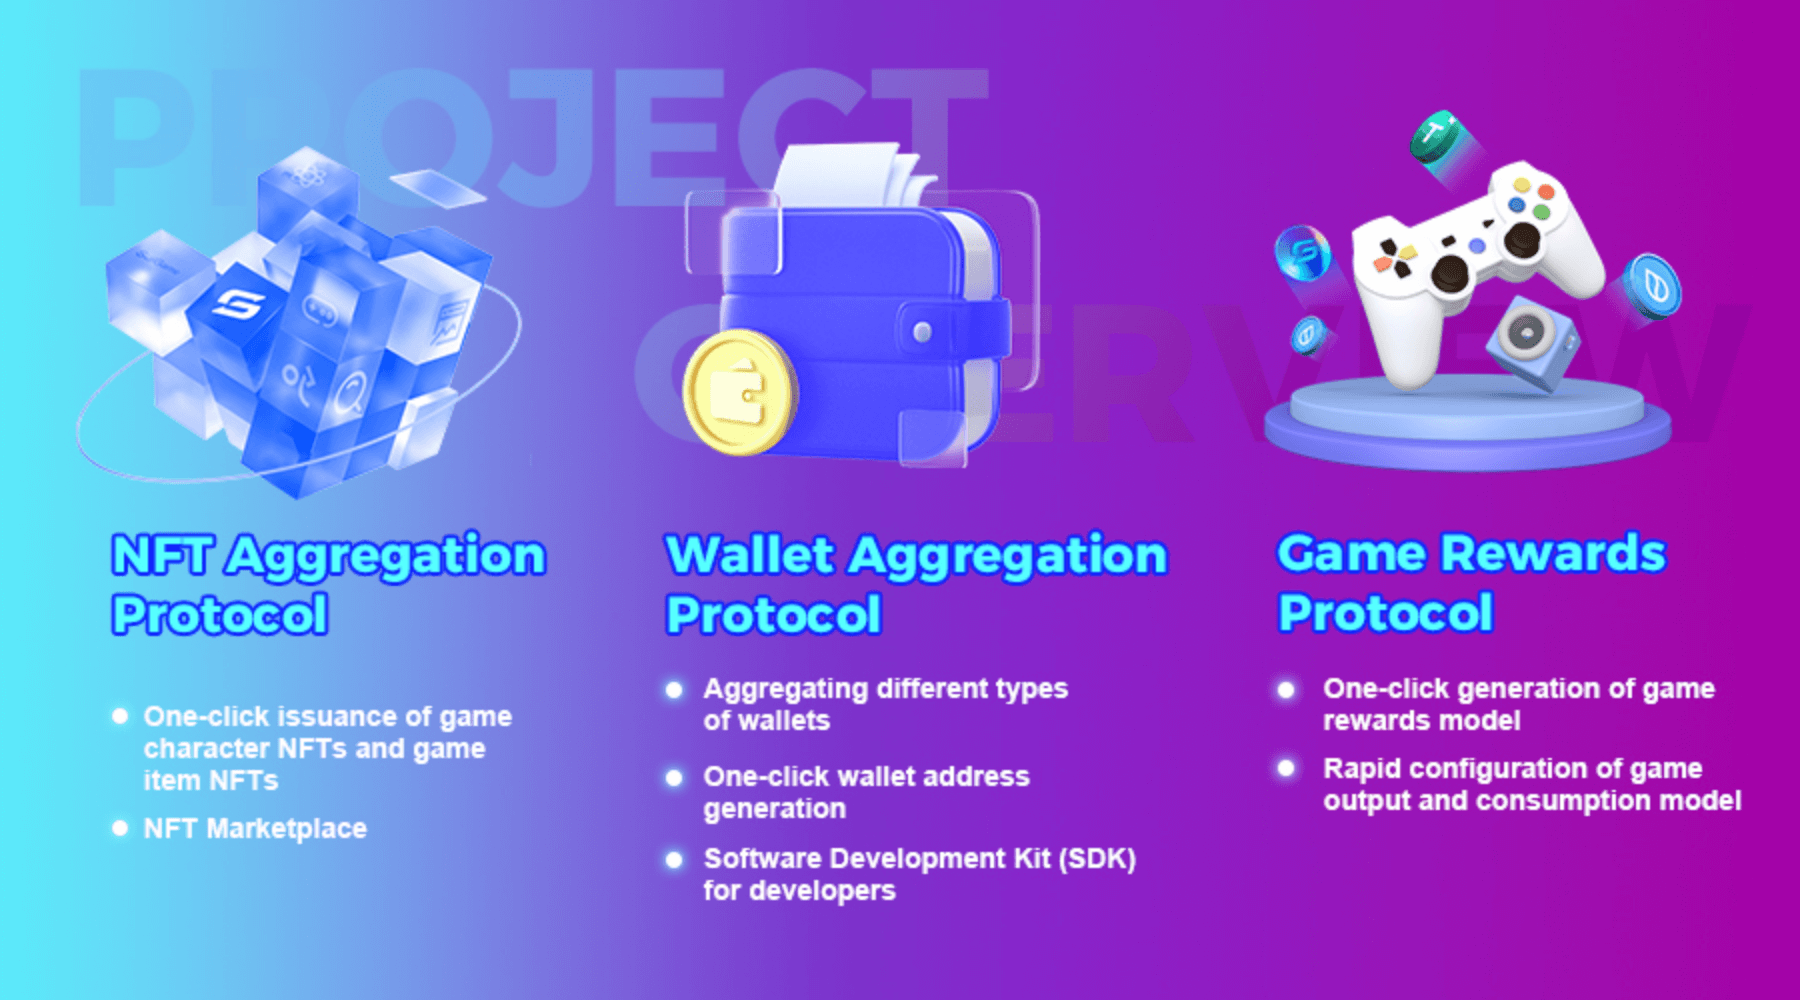 PROJECT
OVERVIEW
NFT Aggregation
Protocol
One-click issuance of game
character NFTs and game
item NFTs
NFT Marketplace
Wallet Aggregation
Protocol
Aggregating different types
of wallets
One-click wallet address
generation
Software Development Kit (SDK)
for developers
Game Rewards
Protocol
One-click generation of game
rewards model
Rapid configuration of game
output and consumption model